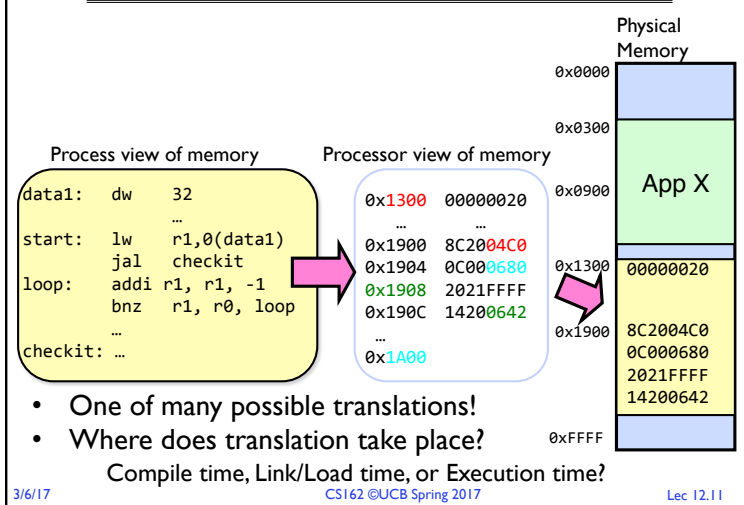 Physical
Memory
0x0000
0x0300
Process view of memory
Processor view of memory
data1: dw 32
…
start: lw r1,0(data1)
jal checkit
loop: addi r1, r1, -1
bnz r1, r0, loop
…
checkit: …
0x1300 00000020
… …
0x1900 8C2004C0
0x1904 0C000680
0x1908 2021FFFF
0x190C 14200642
…
0x1A00
0x0900
App X
0x1300
00000020
0x1900
8C2004C0
0C000680
2021FFFF
14200642
0xFFFF
• One of many possible translations!
• Where does translation take place?
Compile time, Link/Load time, or Execution time?
3/6/17
CS162 ©UCB Spring 2017
Lec 12.11